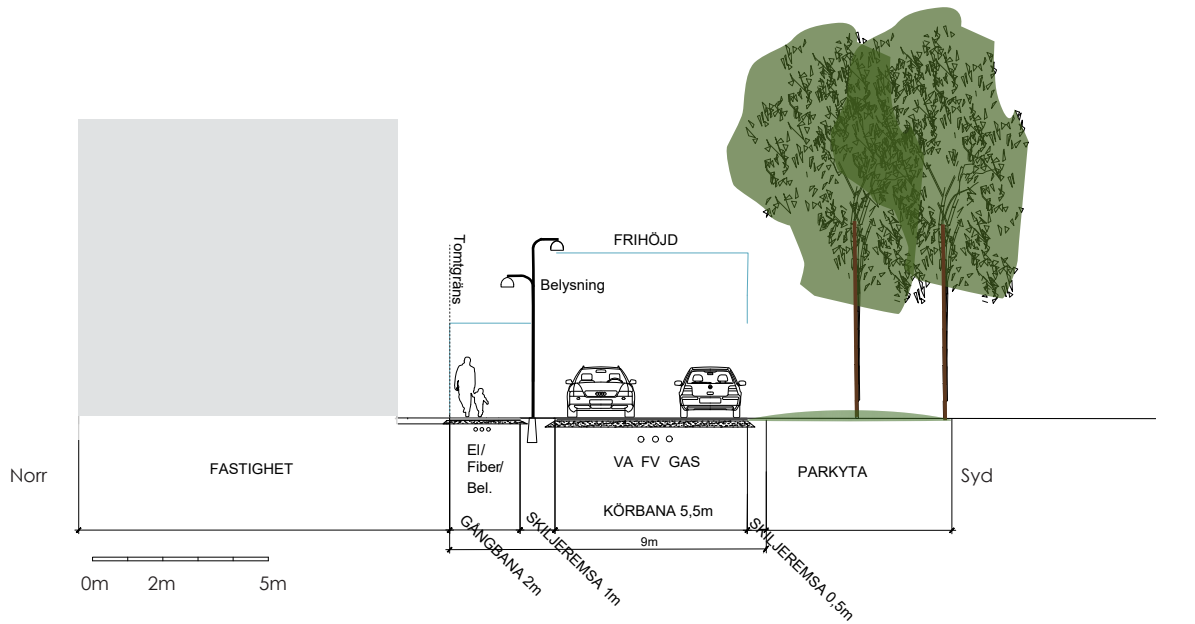 FRIHÖJD
Tomtgräns
Belysning
Norr
FASTIGHET
El/
Fiber/
Bel.
VA FV GAS
PARKYTA
Syd
KÖRBANA 5,5m
GÅNGBANA 2m
SKILJEREMSA 1m
9m
SKILJEREMSA 0,5m
0m 2m 5m